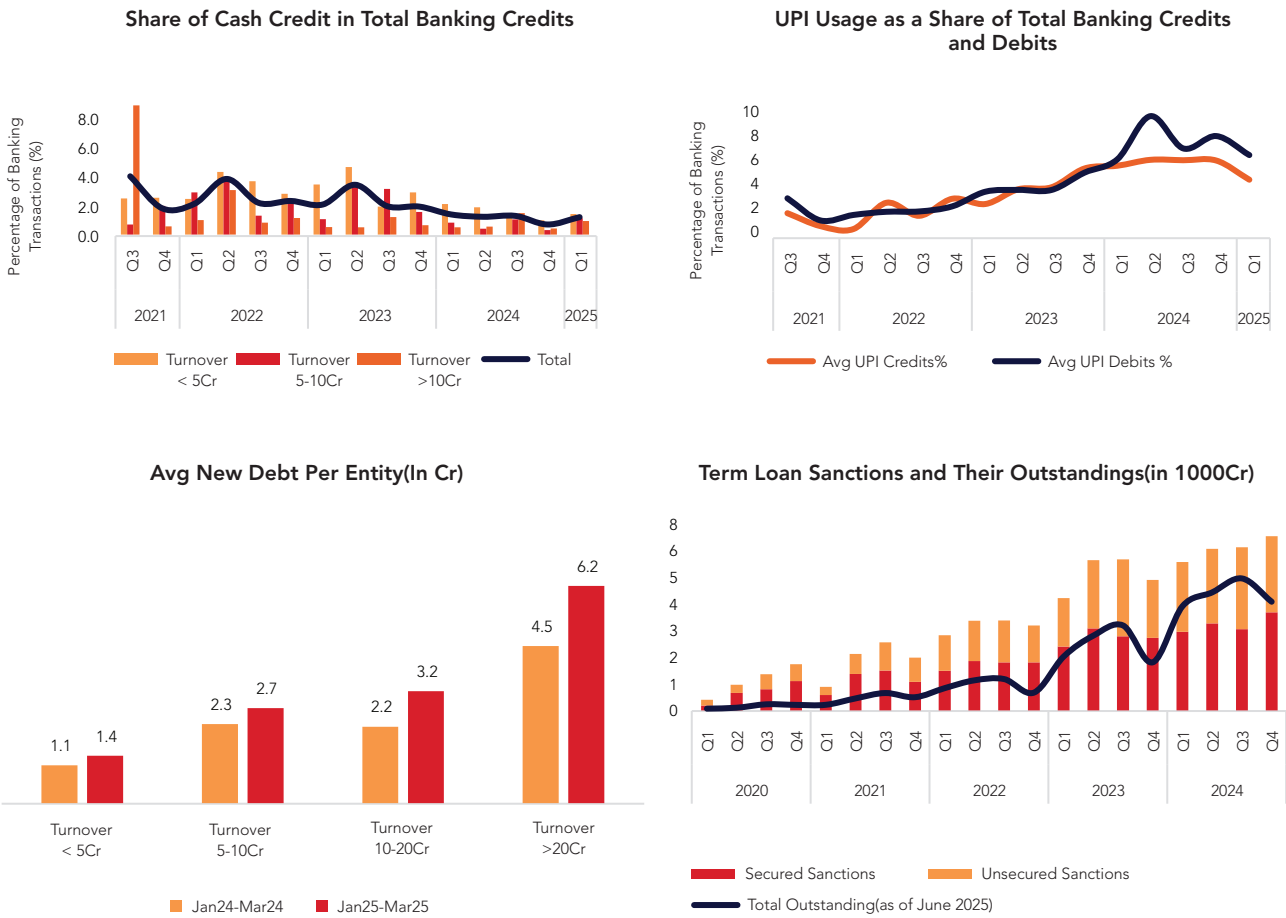 Share of Cash Credit in Total Banking Credits
Percentage of Banking
Transactions (%)
8.0
6.0
4.0
2.0
0.0
Q3 Q4 Q1 Q2 Q3 Q4 Q1 Q2 Q3 Q4 Q1 Q2 Q3 Q4 Q1
2021 2022 2023 2024 2025
Turnover Turnover Turnover Total
< 5Cr 5-10Cr >10Cr
UPI Usage as a Share of Total Banking Credits
and Debits
Percentage of Banking
Transactions (%)
10
8
6
4
2
0
Q3 Q4 Q1 Q2 Q3 Q4 Q1 Q2 Q3 Q4 Q1 Q2 Q3 Q4 Q1
2021 2022 2023 2024 2025
Avg UPI Credits% Avg UPI Debits %
Avg New Debt Per Entity(In Cr)
1.1 1.4 2.3 2.7 2.2 3.2 4.5 6.2
Turnover Turnover Turnover Turnover
< 5Cr 5-10Cr 10-20Cr >20Cr
Jan24-Mar24 Jan25-Mar25
Term Loan Sanctions and Their Outstandings(in 1000Cr)
8
6
5
4
3
2
1
0
Q1 Q2 Q3 Q4 Q1 Q2 Q3 Q4 Q1 Q2 Q3 Q4 Q1 Q2 Q3 Q4 Q1 Q2 Q3 Q4
2020 2021 2022 2023 2024
Secured Sanctions Unsecured Sanctions
Total Outstanding(as of June 2025)